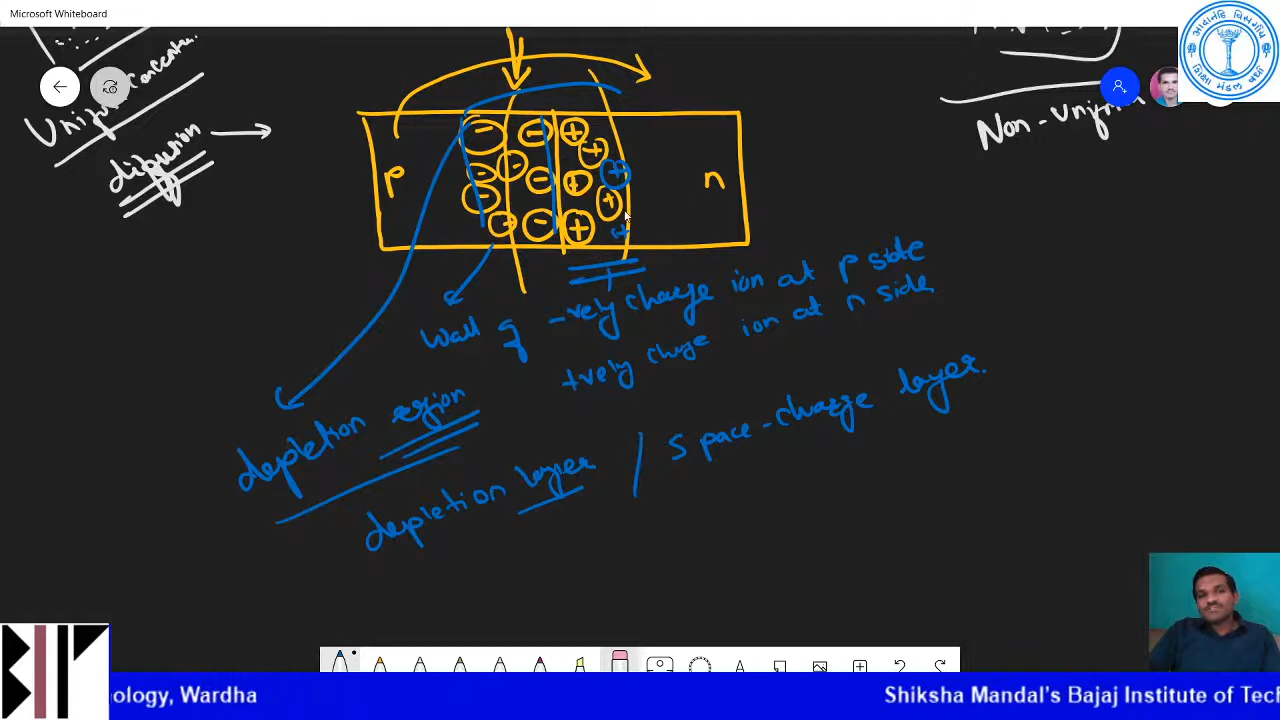 Microsoft Whiteboard
diffusion
Non-Uniform
p
n
Wall of -vely charge ion at p side
+vely charge ion at n side
depletion region
depletion layer / Space-charge layer.
ology, Wardha
Shiksha Mandal's Bajaj Institute of Tech